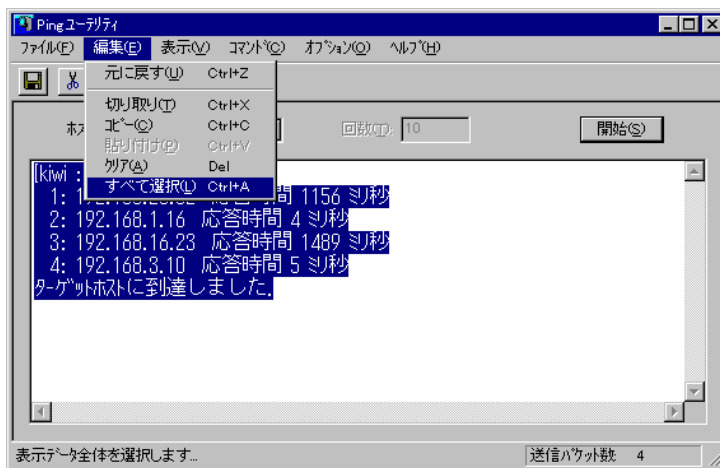 Pingユーティリティ
ファイル(F) 編集(E) 表示(V) コマンド(C) オプション(O) ヘルプ(H)
元に戻す(U) Ctrl+Z
切り取り(T) Ctrl+X
コピー(C) Ctrl+C
貼り付け(P) Ctrl+V
クリア(A) Del
すべて選択(L) Ctrl+A
回数(T): 10
開始(S)
[kiwi :
1: 応答時間 1156 ミリ秒
2: 192.168.1.16 応答時間 4 ミリ秒
3: 192.168.16.23 応答時間 1489 ミリ秒
4: 192.168.3.10 応答時間 5 ミリ秒
ターゲットホストに到達しました.
表示データ全体を選択します... 送信パケット数 4